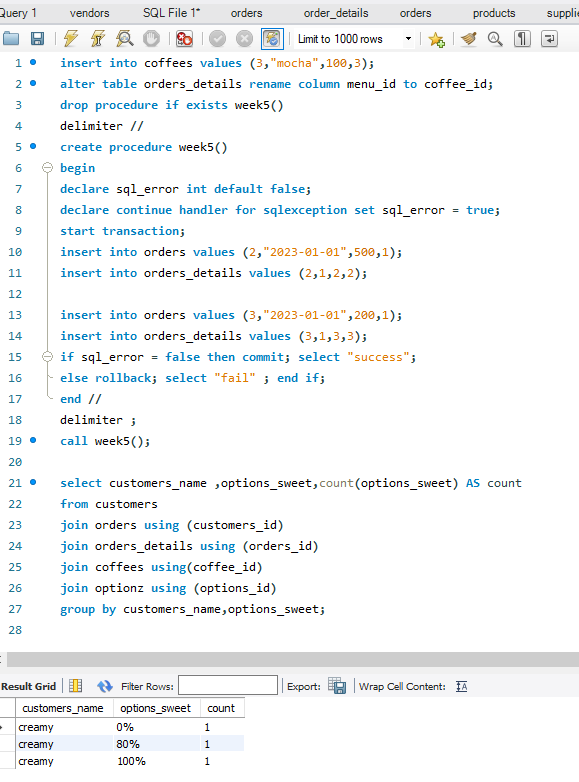 Query 1 vendors SQL File 1* orders order_details orders products supplie
Limit to 1000 rows
1 insert into coffees values (3,"mocha",100,3);
2 alter table orders_details rename column menu_id to coffee_id;
3 drop procedure if exists week5()
4 delimiter //
5 create procedure week5()
6 begin
7 declare sql_error int default false;
8 declare continue handler for sqlexception set sql_error = true;
9 start transaction;
10 insert into orders values (2,"2023-01-01",500,1);
11 insert into orders_details values (2,1,2,2);
12
13 insert into orders values (3,"2023-01-01",200,1);
14 insert into orders_details values (3,1,3,3);
15 if sql_error = false then commit; select "success";
16 else rollback; select "fail" ; end if;
17 end //
18 delimiter ;
19 call week5();
20
21 select customers_name ,options_sweet,count(options_sweet) AS count
22 from customers
23 join orders using (customers_id)
24 join orders_details using (orders_id)
25 join coffees using(coffee_id)
26 join optionz using (options_id)
27 group by customers_name,options_sweet;
28
Result Grid Filter Rows: Export: Wrap Cell Content:
customers_name options_sweet count
creamy 0% 1
creamy 80% 1
creamy 100% 1